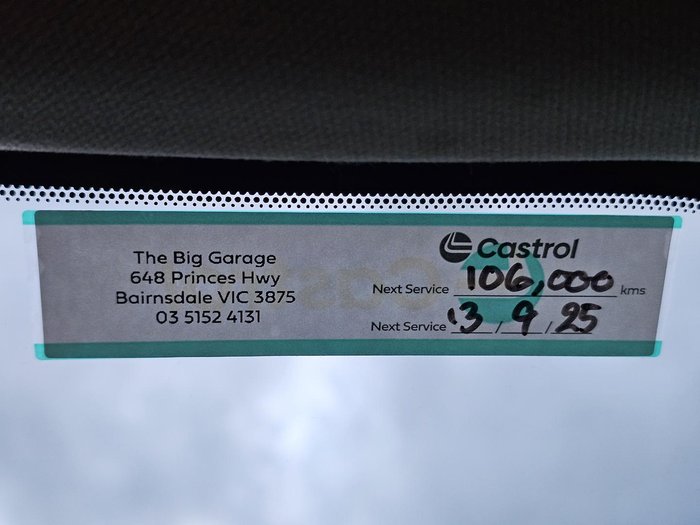 The Big Garage
648 Princes Hwy
Bairnsdale VIC 3875
03 5152 4131
Castrol
Next Service 106,000 kms
Next Service 3 / 9 / 25